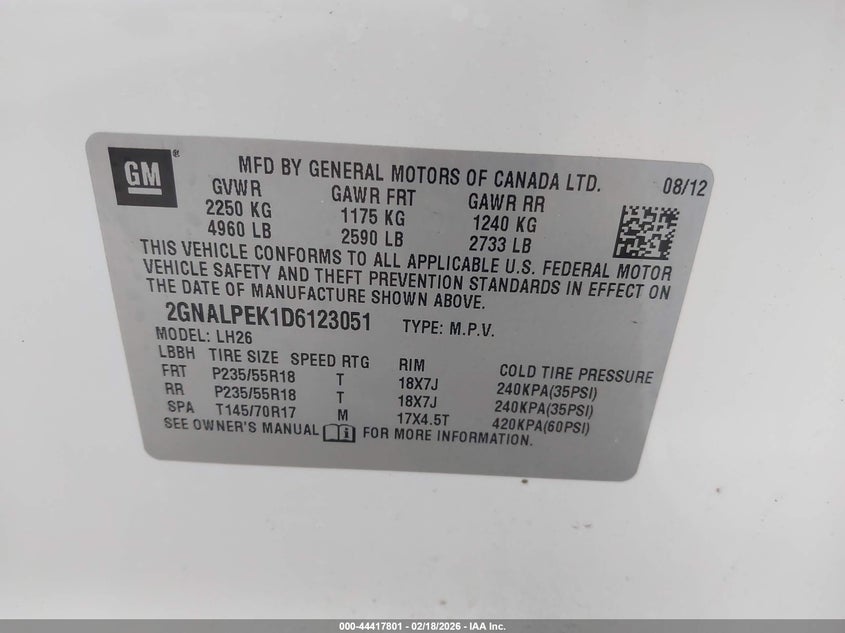 GM ® MFD BY GENERAL MOTORS OF CANADA LTD. 08/12
GVWR GAWR FRT GAWR RR
2250 KG 1175 KG 1240 KG
4960 LB 2590 LB 2733 LB
THIS VEHICLE CONFORMS TO ALL APPLICABLE U.S. FEDERAL MOTOR
VEHICLE SAFETY AND THEFT PREVENTION STANDARDS IN EFFECT ON
THE DATE OF MANUFACTURE SHOWN ABOVE.
2GNALPEK1D6123051 TYPE: M.P.V.
MODEL: LH26
LBBH TIRE SIZE SPEED RTG RIM COLD TIRE PRESSURE
FRT P235/55R18 T 18X7J 240KPA(35PSI)
RR P235/55R18 T 18X7J 240KPA(35PSI)
SPA T145/70R17 M 17X4.5T 420KPA(60PSI)
SEE OWNER'S MANUAL FOR MORE INFORMATION.
000-44417801 - 02/18/2026 - IAA Inc.